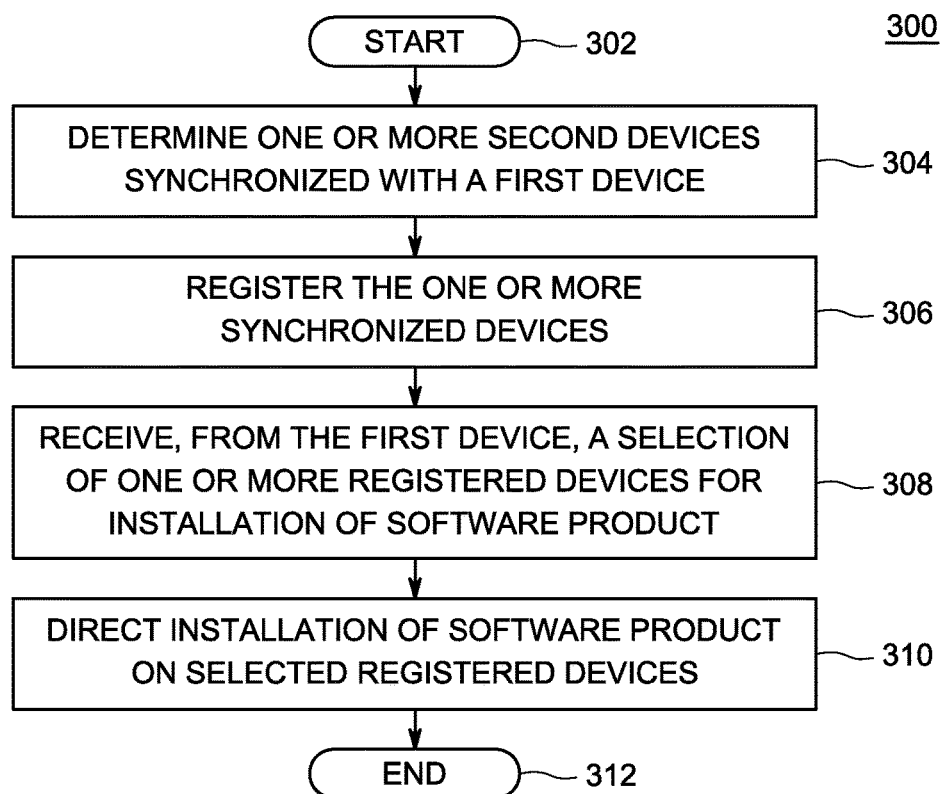 300
START
302
DETERMINE ONE OR MORE SECOND DEVICES
SYNCHRONIZED WITH A FIRST DEVICE
304
REGISTER THE ONE OR MORE
SYNCHRONIZED DEVICES
306
RECEIVE, FROM THE FIRST DEVICE, A SELECTION
OF ONE OR MORE REGISTERED DEVICES FOR
INSTALLATION OF SOFTWARE PRODUCT
308
DIRECT INSTALLATION OF SOFTWARE PRODUCT
ON SELECTED REGISTERED DEVICES
310
END
312